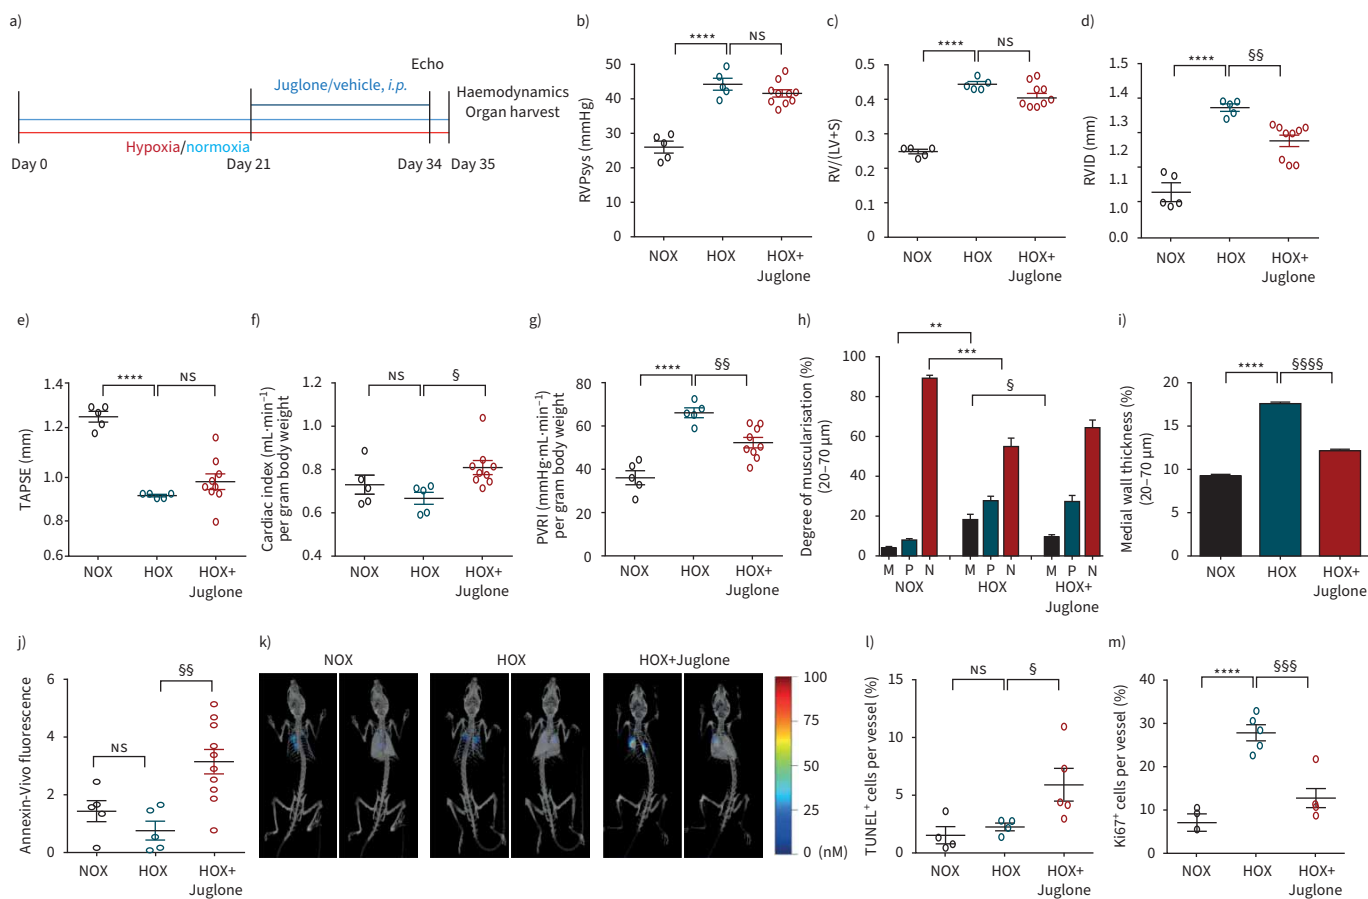 a)
Echo
Juglone/vehicle, i.p.
Haemodynamics
Organ harvest
Hypoxia/normoxia
Day 0
Day 21
Day 34
Day 35
b)
**** NS
RVPsys (mmHg)
50
40
30
20
10
0
NOX HOX HOX+
Juglone
c)
**** NS
RV/(LV+S)
0.5
0.4
0.3
0.2
0.1
0
NOX HOX HOX+
Juglone
d)
**** §§
RVID (mm)
1.5
1.3
1.2
1.0
0.0
NOX HOX HOX+
Juglone
e)
**** NS
TAPSE (mm)
1.4
1.2
1.0
0.8
0.6
NOX HOX HOX+
Juglone
f)
NS §
Cardiac index (mL·min−1)
per gram body weight
1.2
1.0
0.8
0.6
0.4
NOX HOX HOX+
Juglone
g)
**** §§
PVRI (mmHg·mL·min−1)
per gram body weight
80
60
40
20
0
NOX HOX HOX+
Juglone
h)
**
***
§
Degree of muscularisation (%)
(20–70 µm)
100
80
60
40
20
0
M P N M P N M P N
NOX HOX HOX+
Juglone
i)
**** §§§§
Medial wall thickness (%)
(20–70 µm)
20
15
10
5
0
NOX HOX HOX+
Juglone
j)
§§
NS
Annexin-Vivo fluorescence
6
4
2
0
NOX HOX HOX+
Juglone
k)
NOX HOX HOX+Juglone
100
75
50
25
0 (nM)
l)
NS §
TUNEL+ cells per vessel (%)
15
10
5
0
NOX HOX HOX+
Juglone
m)
**** §§§
Ki67+ cells per vessel (%)
40
30
20
10
0
NOX HOX HOX+
Juglone